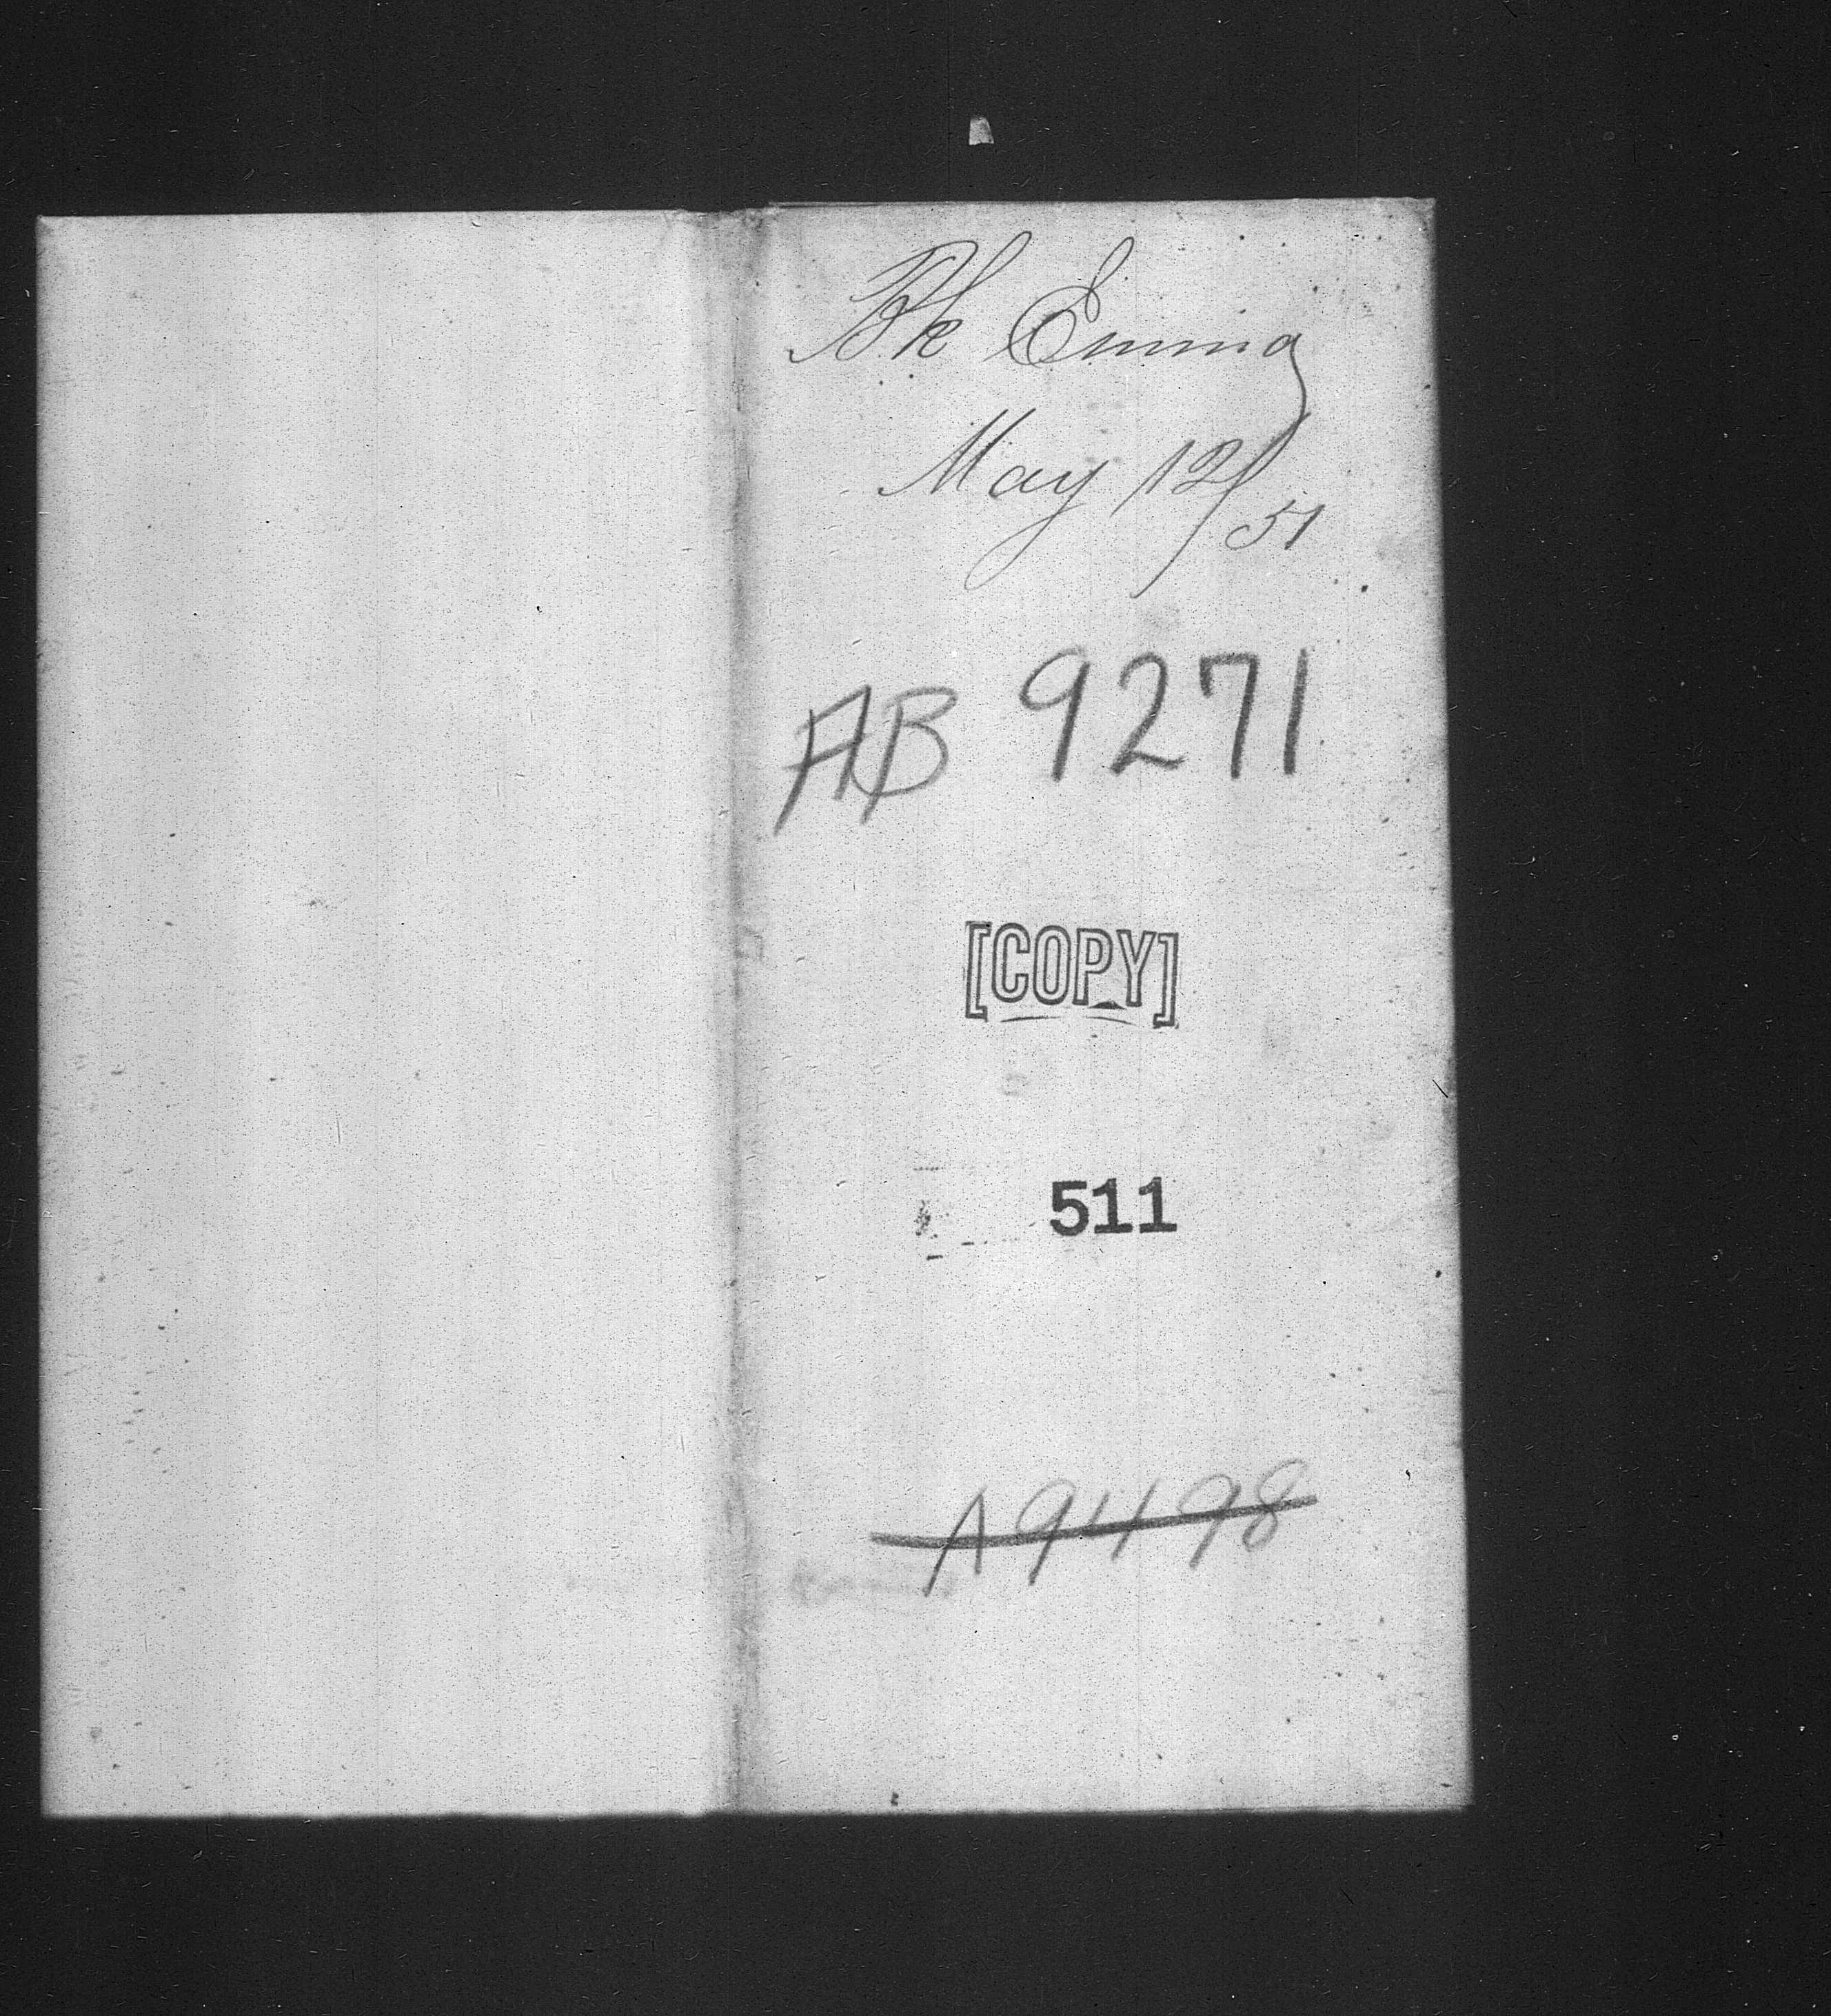 Bk Emma
May 12/51
AB 9271
[COPY]
511
A9498